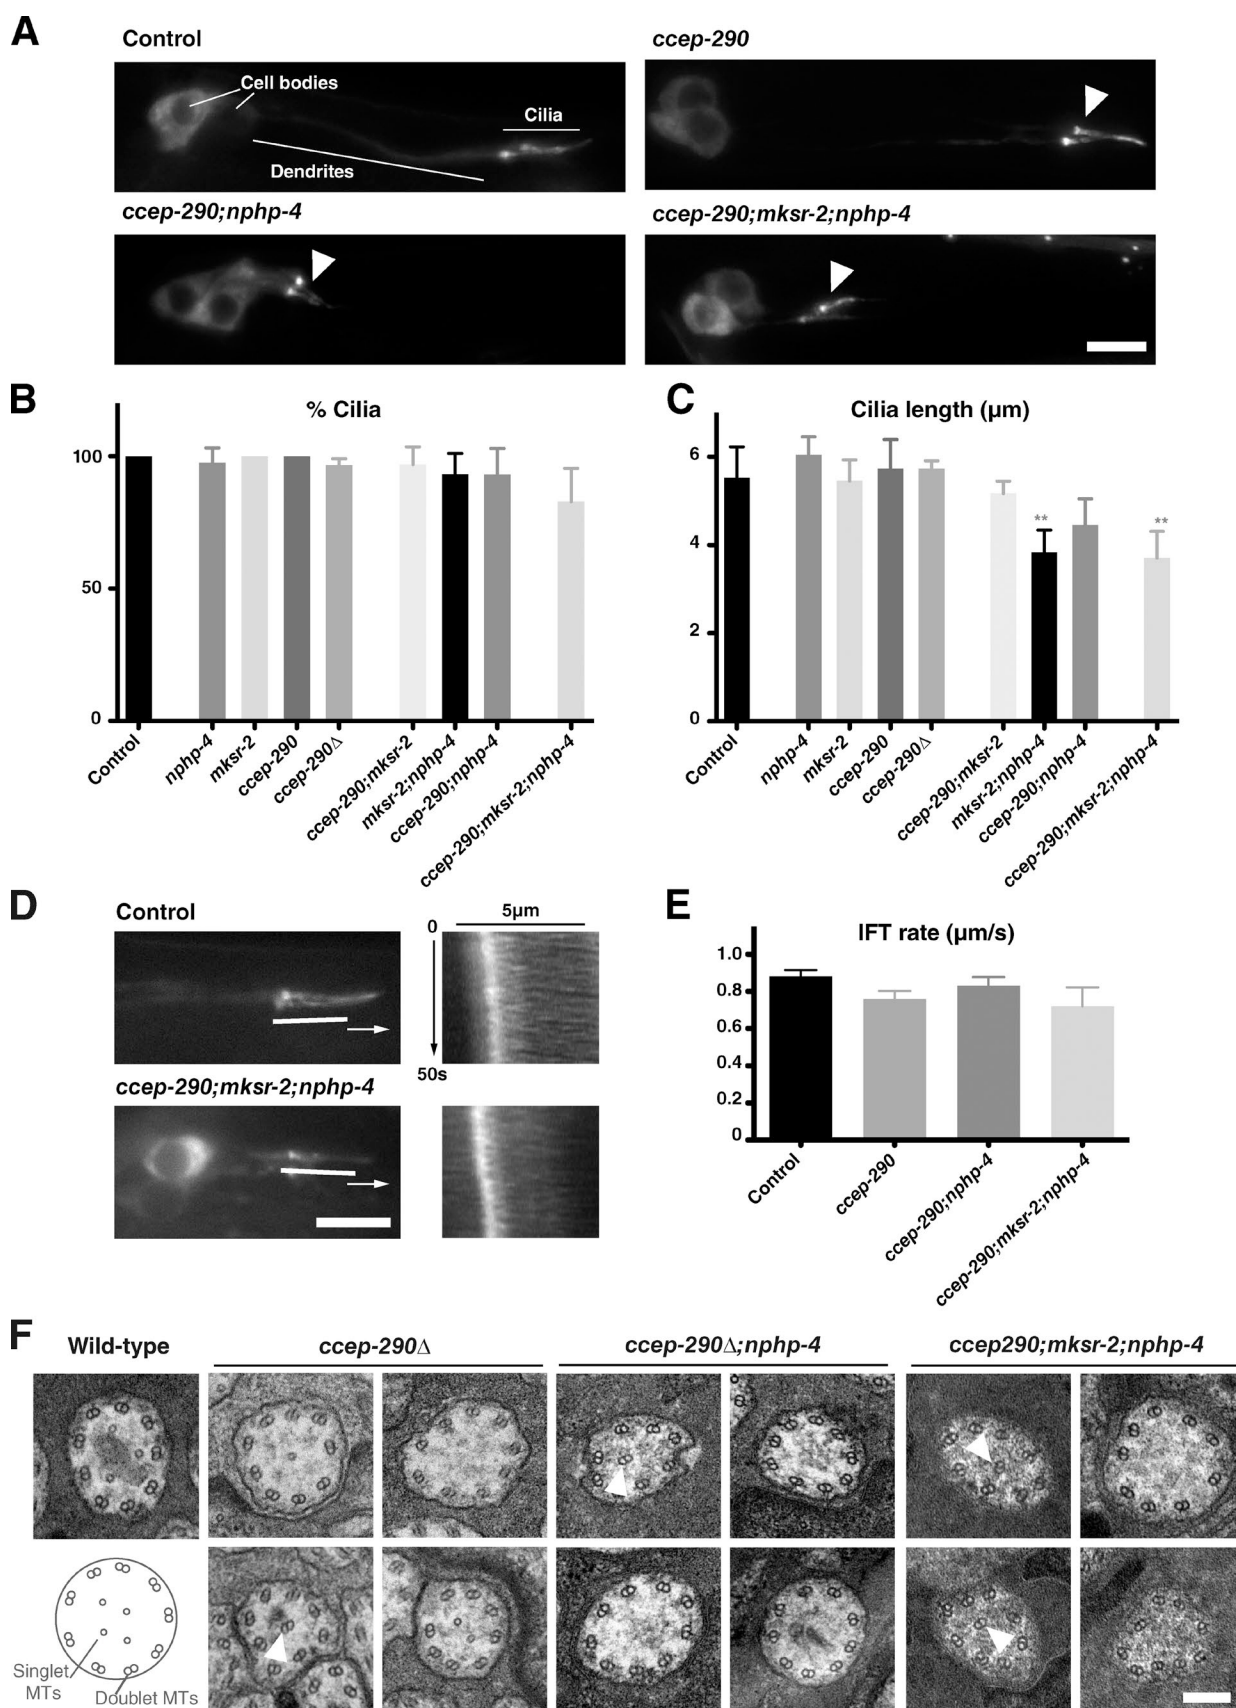 A
Control
ccep-290
Cell bodies
Cilia
Dendrites
ccep-290;nphp-4
ccep-290;mksr-2;nphp-4
B
% Cilia
100
50
0
Control
nphp-4
mksr-2
ccep-290
ccep-290Δ
ccep-290;mksr-2
mksr-2;nphp-4
ccep-290;nphp-4
ccep-290;mksr-2;nphp-4
C
Cilia length (µm)
6
4
2
0
**
**
Control
nphp-4
mksr-2
ccep-290
ccep-290Δ
ccep-290;mksr-2
mksr-2;nphp-4
ccep-290;nphp-4
ccep-290;mksr-2;nphp-4
D
Control
0
5µm
50s
ccep-290;mksr-2;nphp-4
E
IFT rate (µm/s)
1.0
0.8
0.6
0.4
0.2
0
Control
ccep-290
ccep-290;nphp-4
ccep-290;mksr-2;nphp-4
F
Wild-type
ccep-290Δ
ccep-290Δ;nphp-4
ccep290;mksr-2;nphp-4
Singlet
MTs
Doublet MTs